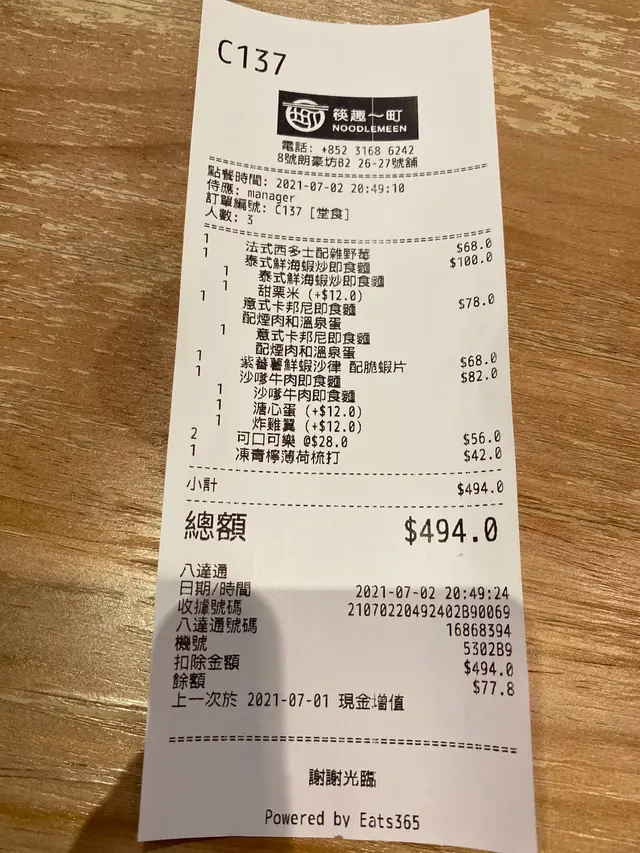 C137
筷趣~町
NOODLEMEEN
電話: +852 3168 6242
8號朗豪坊B2 26-27號舖
點餐時間: 2021-07-02 20:49:10
侍應: manager
訂單編號: C137 [堂食]
人數: 3
1 法式西多士配雜野莓 $68.0
1 泰式鮮海蝦炒即食麵 $100.0
1 泰式鮮海蝦炒即食麵
1 甜粟米 (+$12.0)
1 意式卡邦尼即食麵 $78.0
配煙肉和溫泉蛋
1 意式卡邦尼即食麵
配煙肉和溫泉蛋
1 紫蕃薯鮮蝦沙律 配脆蝦片 $68.0
1 沙嗲牛肉即食麵 $82.0
1 沙嗲牛肉即食麵
1 溏心蛋 (+$12.0)
1 炸雞翼 (+$12.0)
2 可口可樂 @$28.0 $56.0
1 凍青檸薄荷梳打 $42.0
小計 $494.0
總額 $494.0
八達通
日期/時間 2021-07-02 20:49:24
收據號碼 21070220492402B90069
八達通號碼 16868394
機號 5302B9
扣除金額 $494.0
餘額 $77.8
上一次於 2021-07-01 現金增值
謝謝光臨
Powered by Eats365